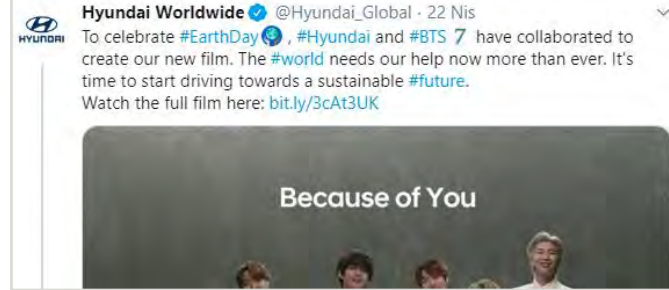 Hyundai Worldwide @Hyundai_Global · 22 Nis
HYUNDAI
To celebrate #EarthDay , #Hyundai and #BTS 7 have collaborated to
create our new film. The #world needs our help now more than ever. It's
time to start driving towards a sustainable #future.
Watch the full film here: bit.ly/3cAt3UK
Because of You